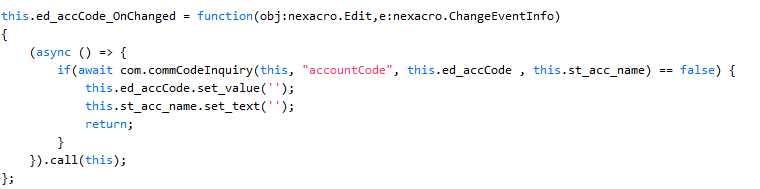 this.ed_accCode_OnChanged = function(obj:nexacro.Edit,e:nexacro.ChangeEventInfo)
{
    (async () => {
        if(await com.commCodeInquiry(this, "accountCode", this.ed_accCode , this.st_acc_name) == false) {
            this.ed_accCode.set_value('');
            this.st_acc_name.set_text('');
            return;
        }
    }).call(this);
};